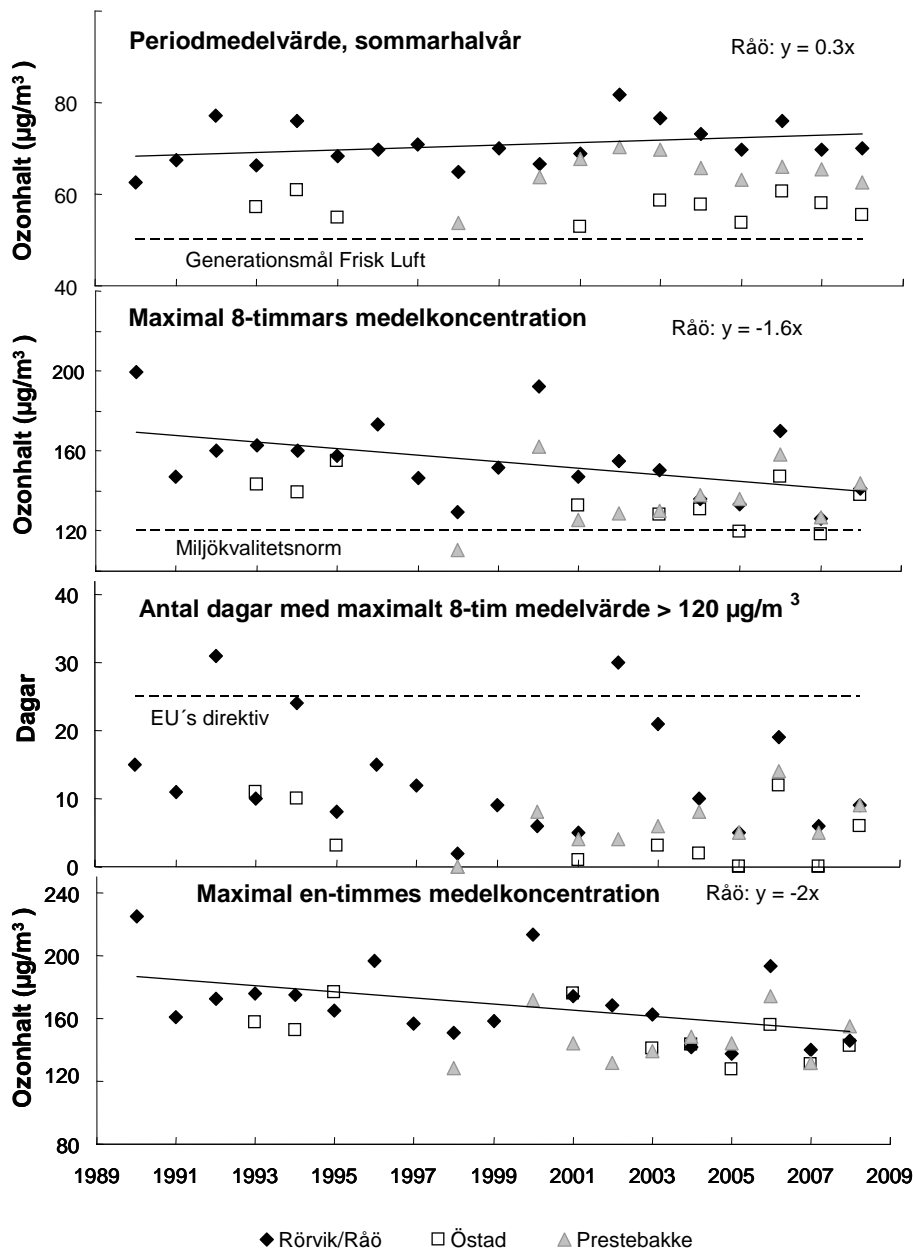 Periodmedelvärde, sommarhalvår
Råö: y = 0.3x
Ozonhalt (µg/m³)
80
60
40
Generationsmål Frisk Luft
Maximal 8-timmars medelkoncentration
Råö: y = -1.6x
Ozonhalt (µg/m³)
200
160
120
Miljökvalitetsnorm
Antal dagar med maximalt 8-tim medelvärde > 120 µg/m ³
Dagar
40
30
20
10
0
EU´s direktiv
Maximal en-timmes medelkoncentration
Råö: y = -2x
Ozonhalt (µg/m³)
240
200
160
120
80
1989 1991 1993 1995 1997 1999 2001 2003 2005 2007 2009
Rörvik/Råö Östad Prestebakke